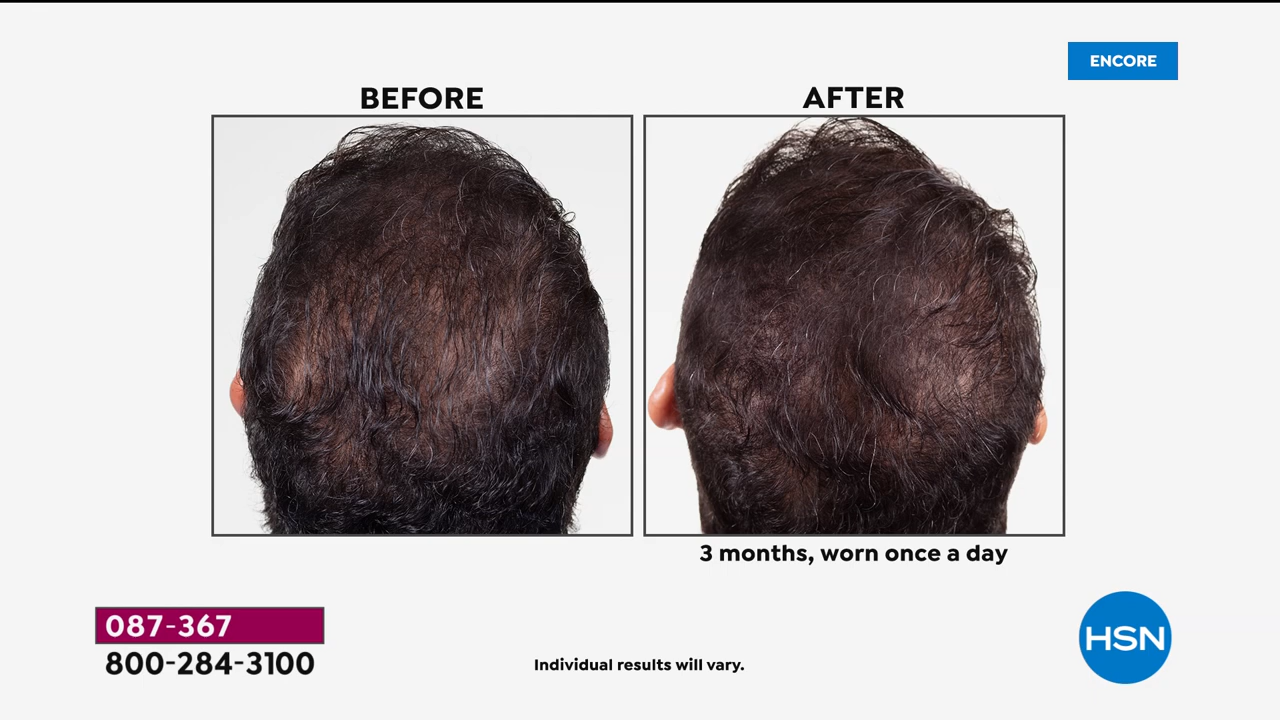 ENCORE
BEFORE
AFTER
3 months, worn once a day
087-367
800-284-3100
Individual results will vary.
HSN